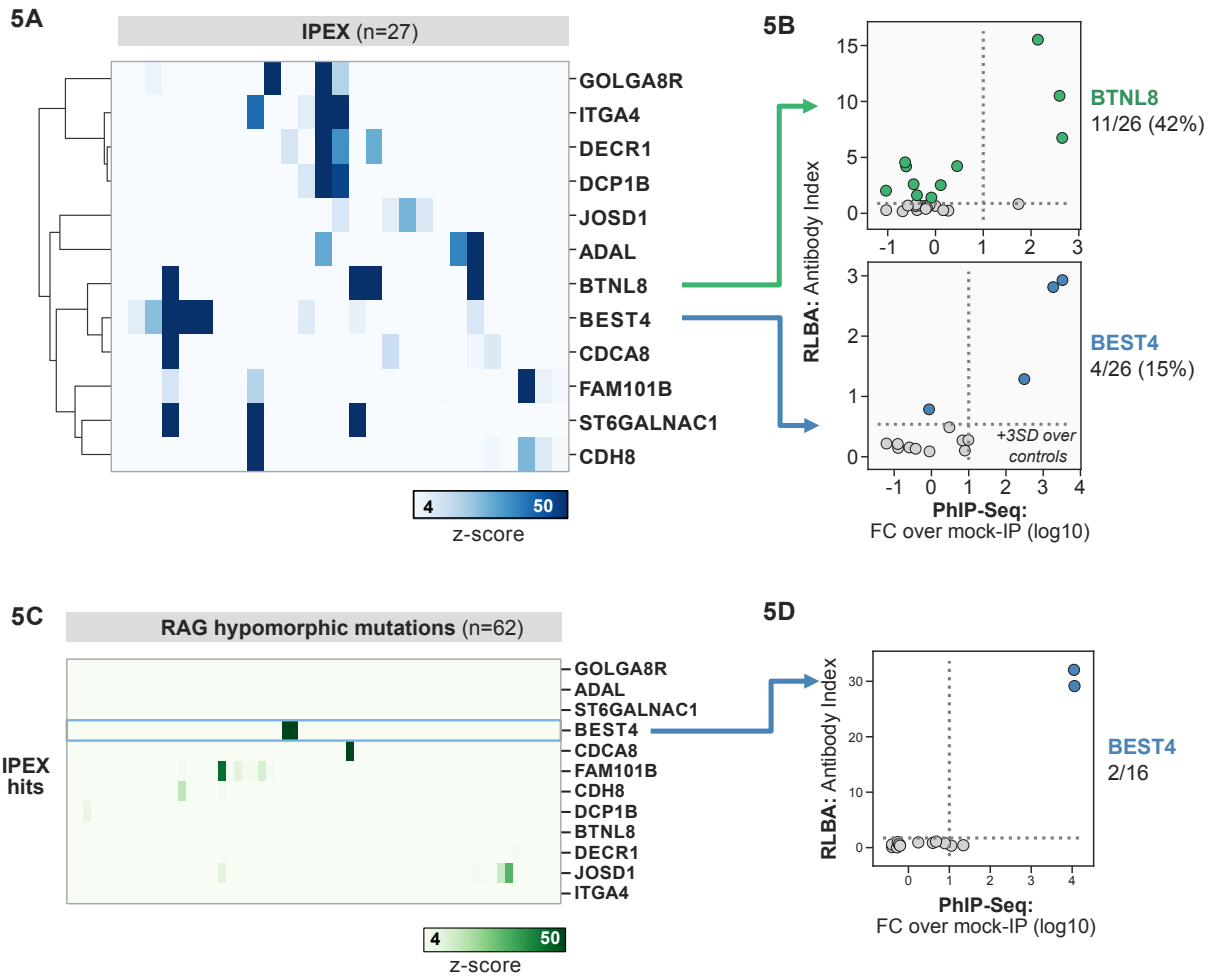 5A
IPEX (n=27)
GOLGA8R
ITGA4
DECR1
DCP1B
JOSD1
ADAL
BTNL8
BEST4
CDCA8
FAM101B
ST6GALNAC1
CDH8
4 50
z-score
5B
RLBA: Antibody Index
15
10
5
0
-1 0 1 2 3
BTNL8
11/26 (42%)
3
2
1
0
+3SD over
controls
-1 0 1 2 3 4
BEST4
4/26 (15%)
PhIP-Seq:
FC over mock-IP (log10)
5C
RAG hypomorphic mutations (n=62)
IPEX
hits
GOLGA8R
ADAL
ST6GALNAC1
BEST4
CDCA8
FAM101B
CDH8
DCP1B
BTNL8
DECR1
JOSD1
ITGA4
4 50
z-score
5D
RLBA: Antibody Index
30
20
10
0
0 1 2 3 4
PhIP-Seq:
FC over mock-IP (log10)
BEST4
2/16